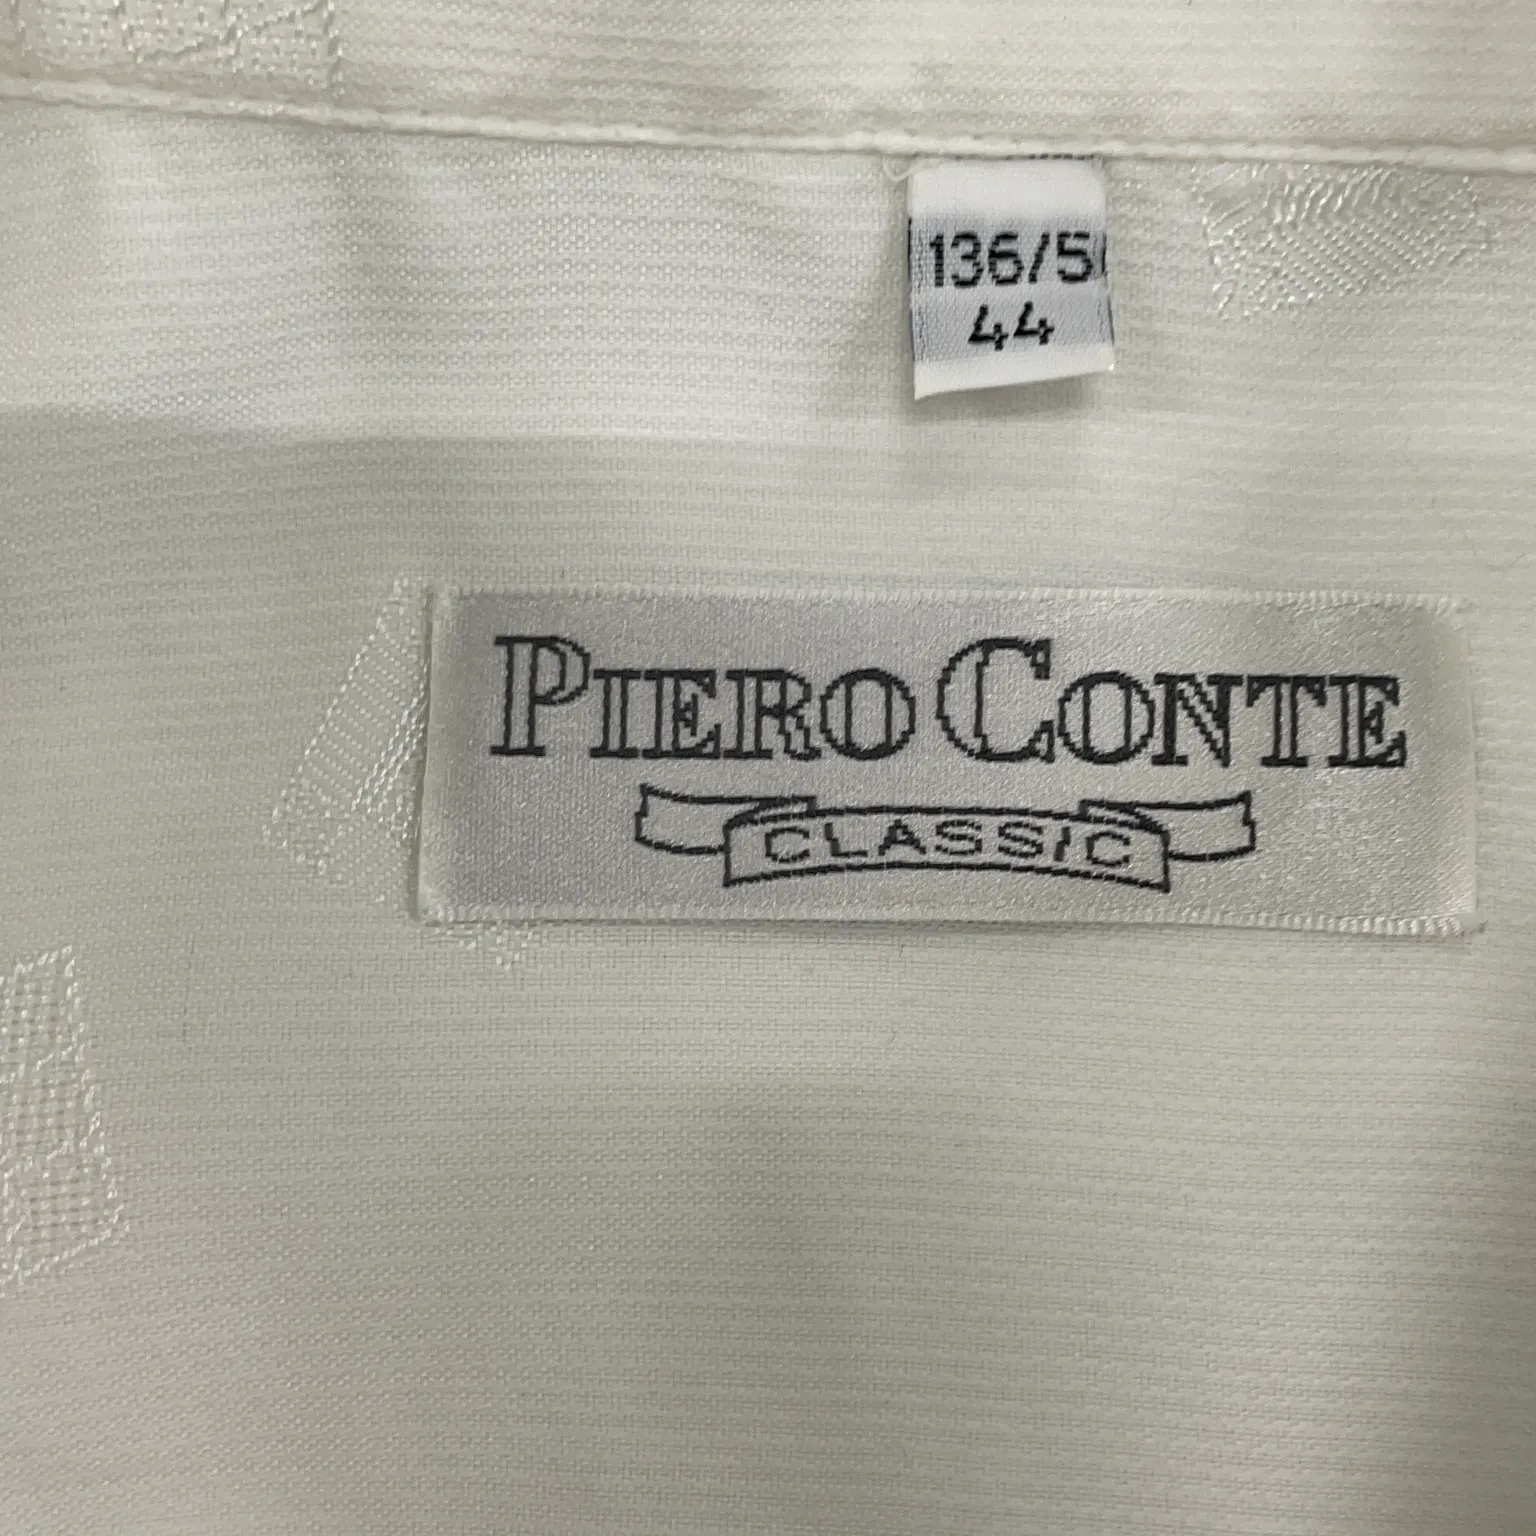 136/5
44
PIERO CONTE
CLASSIC